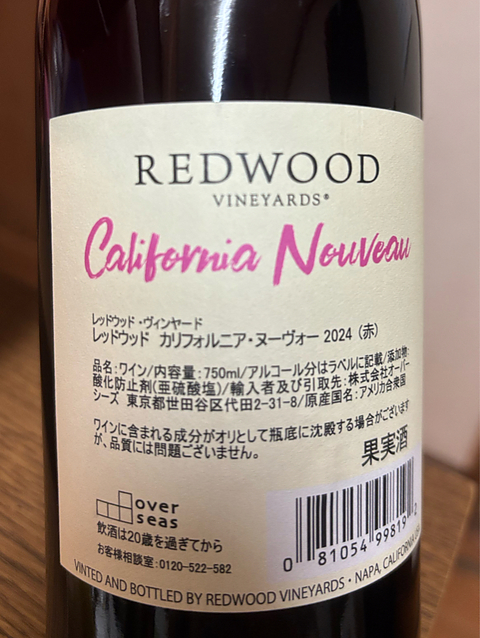 REDWOOD
VINEYARDS®
California Nouveau
レッドウッド・ヴィンヤード
レッドウッド カリフォルニア・ヌーヴォー 2024（赤）
品名:ワイン/内容量:750ml/アルコール分はラベルに記載/添加物:
酸化防止剤(亜硫酸塩)/輸入者及び引取先:株式会社オーバー
シーズ 東京都世田谷区代田2-31-8/原産国名:アメリカ合衆国
ワインに含まれる成分がオリとして瓶底に沈殿する場合がございます
が、品質には問題ございません。
果実酒
over
seas
飲酒は20歳を過ぎてから
お客様相談室:0120-522-582
0 81054 99819 2
VINTED AND BOTTLED BY REDWOOD VINEYARDS • NAPA, CALIFORNIA